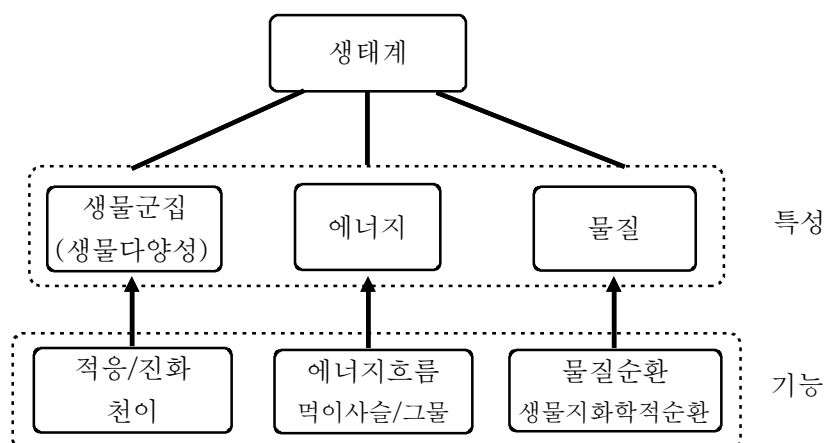 생태계
생물군집
(생물다양성)
에너지
물질
특성
적응/진화
천이
에너지흐름
먹이사슬/그물
물질순환
생물지화학적순환
기능